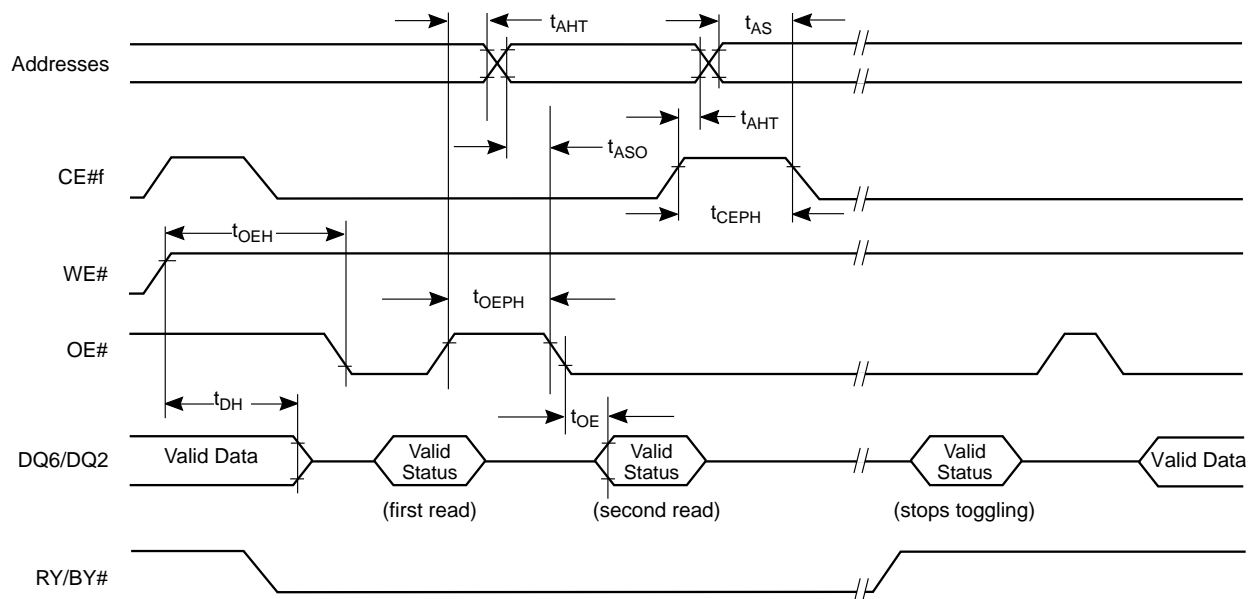 tAHT
tAS
Addresses
tAHT
tASO
CE#f
tCEPH
tOEH
WE#
tOEPH
OE#
tDH
tOE
DQ6/DQ2
Valid Data
Valid
Status
Valid
Status
Valid
Status
Valid Data
(first read)
(second read)
(stops toggling)
RY/BY#